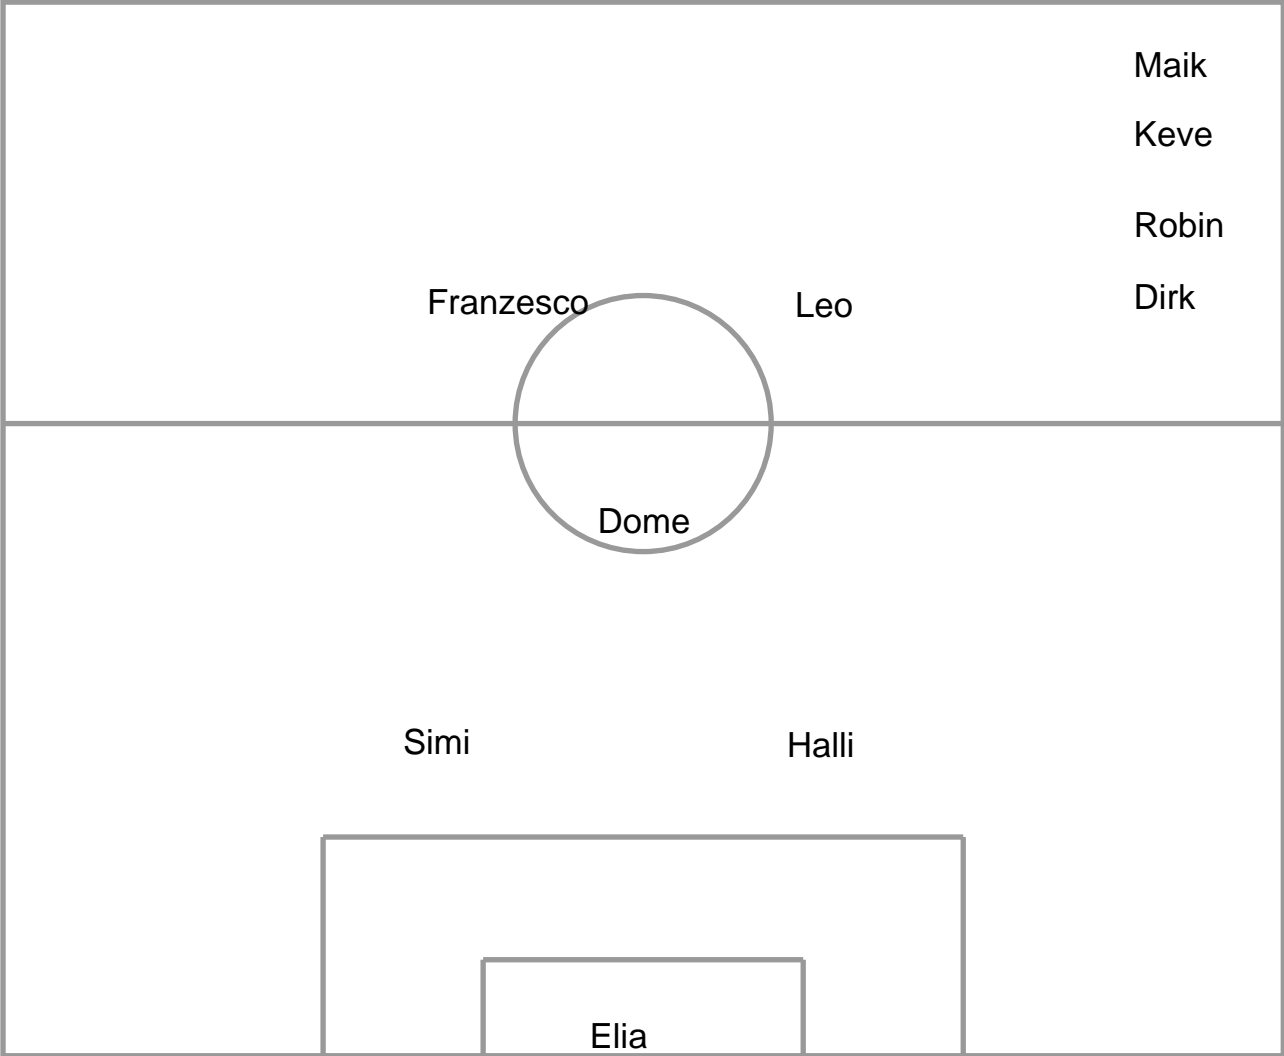 Maik
Keve
Robin
Dirk
Franzesco
Leo
Dome
Simi
Halli
Elia